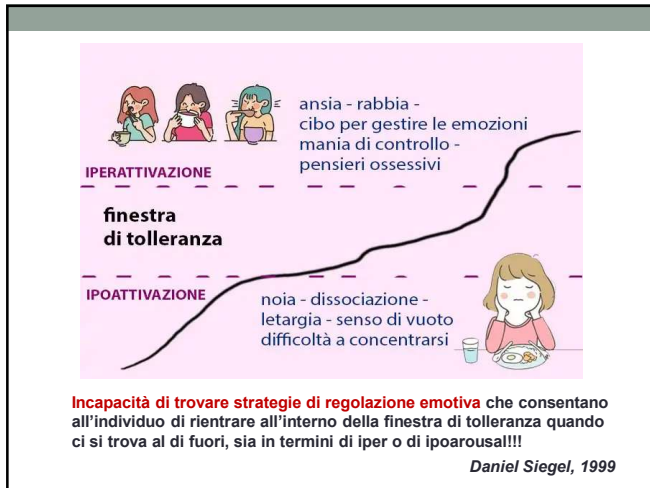 ansia - rabbia -
cibo per gestire le emozioni
mania di controllo -
pensieri ossessivi
IPERATTIVAZIONE
finestra
di tolleranza
IPOATTIVAZIONE
noia - dissociazione -
letargia - senso di vuoto
difficoltà a concentrarsi
Incapacità di trovare strategie di regolazione emotiva che consentano
all'individuo di rientrare all'interno della finestra di tolleranza quando
ci si trova al di fuori, sia in termini di iper o di ipoarousal!!!
Daniel Siegel, 1999